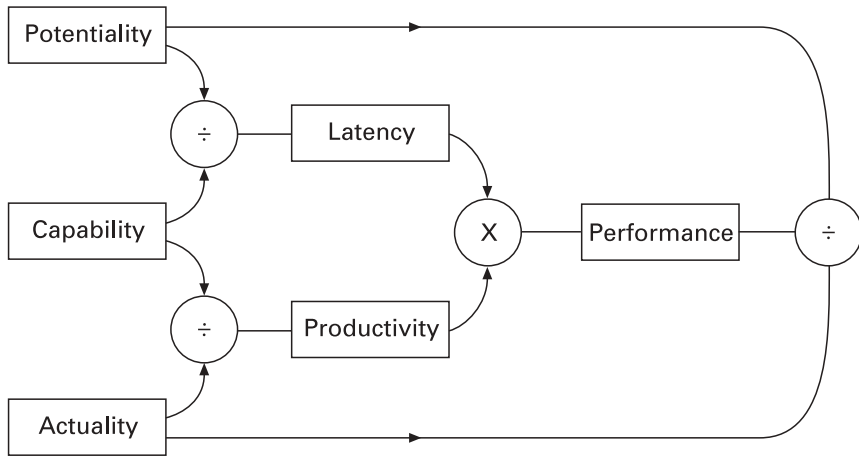 Potentiality
÷
Latency
Capability
X
Performance
÷
÷
Productivity
Actuality